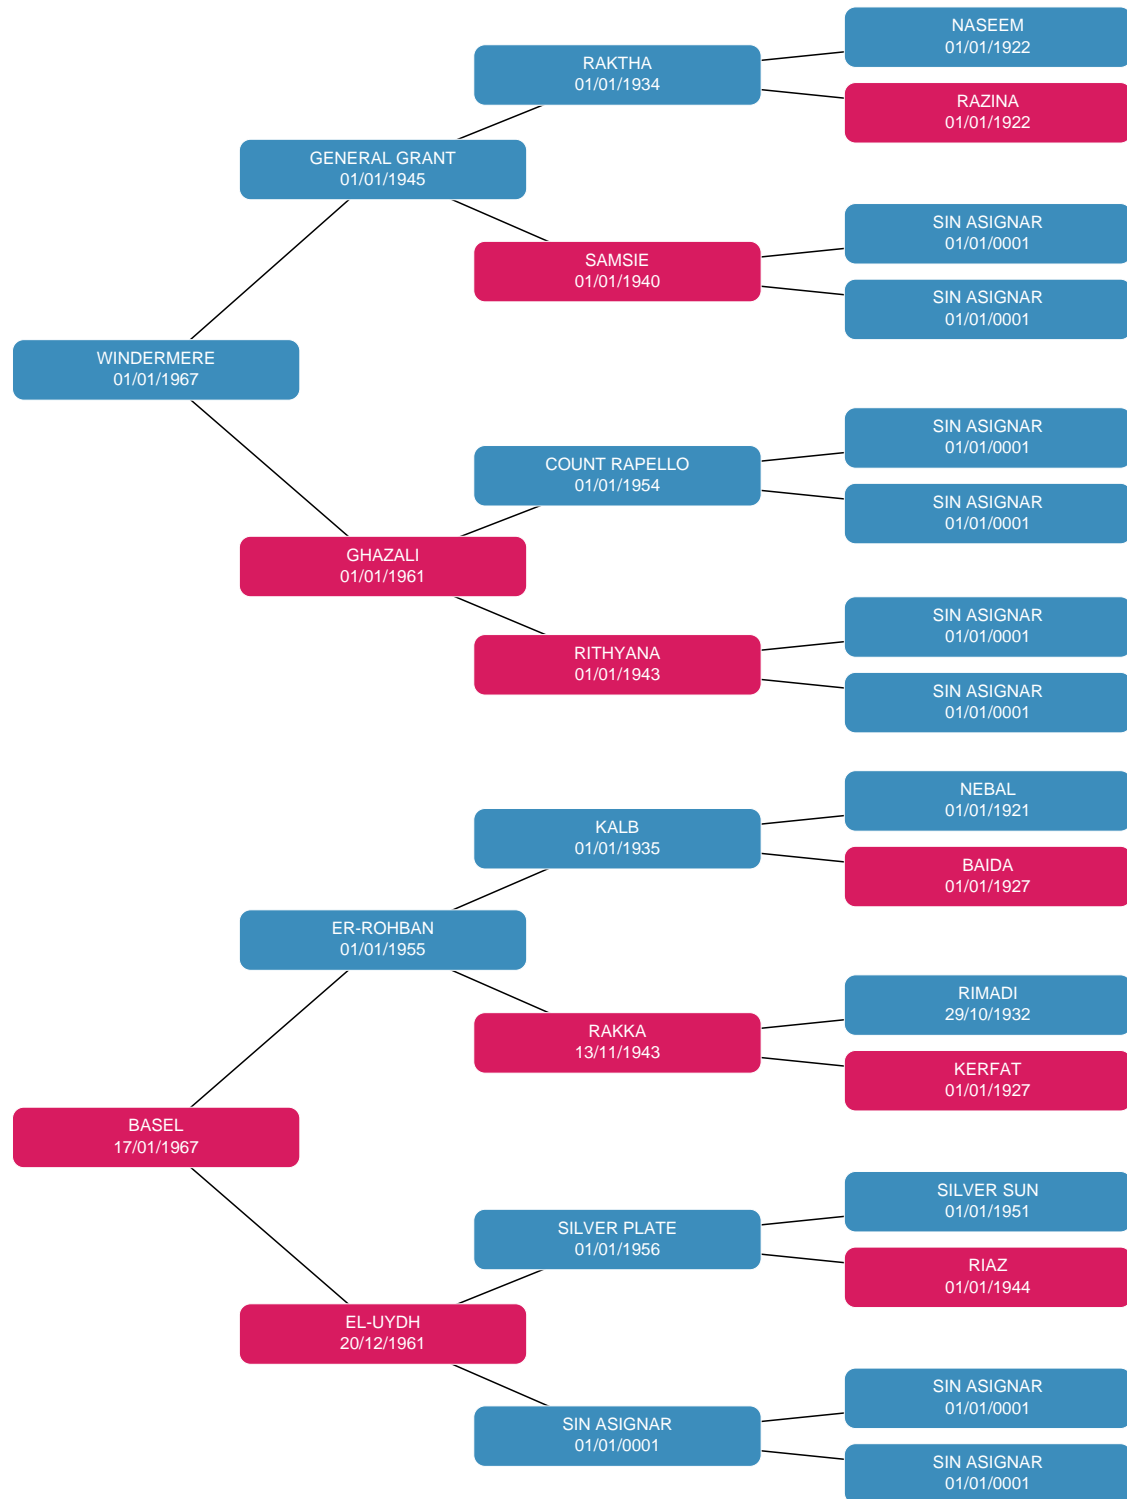 NASEEM
01/01/1922
RAKTHA
01/01/1934
RAZINA
01/01/1922
GENERAL GRANT
01/01/1945
SIN ASIGNAR
01/01/0001
SAMSIE
01/01/1940
SIN ASIGNAR
01/01/0001
WINDERMERE
01/01/1967
SIN ASIGNAR
01/01/0001
COUNT RAPELLO
01/01/1954
SIN ASIGNAR
01/01/0001
GHAZALI
01/01/1961
SIN ASIGNAR
01/01/0001
RITHYANA
01/01/1943
SIN ASIGNAR
01/01/0001
NEBAL
01/01/1921
KALB
01/01/1935
BAIDA
01/01/1927
ER-ROHBAN
01/01/1955
RIMADI
29/10/1932
RAKKA
13/11/1943
KERFAT
01/01/1927
BASEL
17/01/1967
SILVER SUN
01/01/1951
SILVER PLATE
01/01/1956
RIAZ
01/01/1944
EL-UYDH
20/12/1961
SIN ASIGNAR
01/01/0001
SIN ASIGNAR
01/01/0001
SIN ASIGNAR
01/01/0001